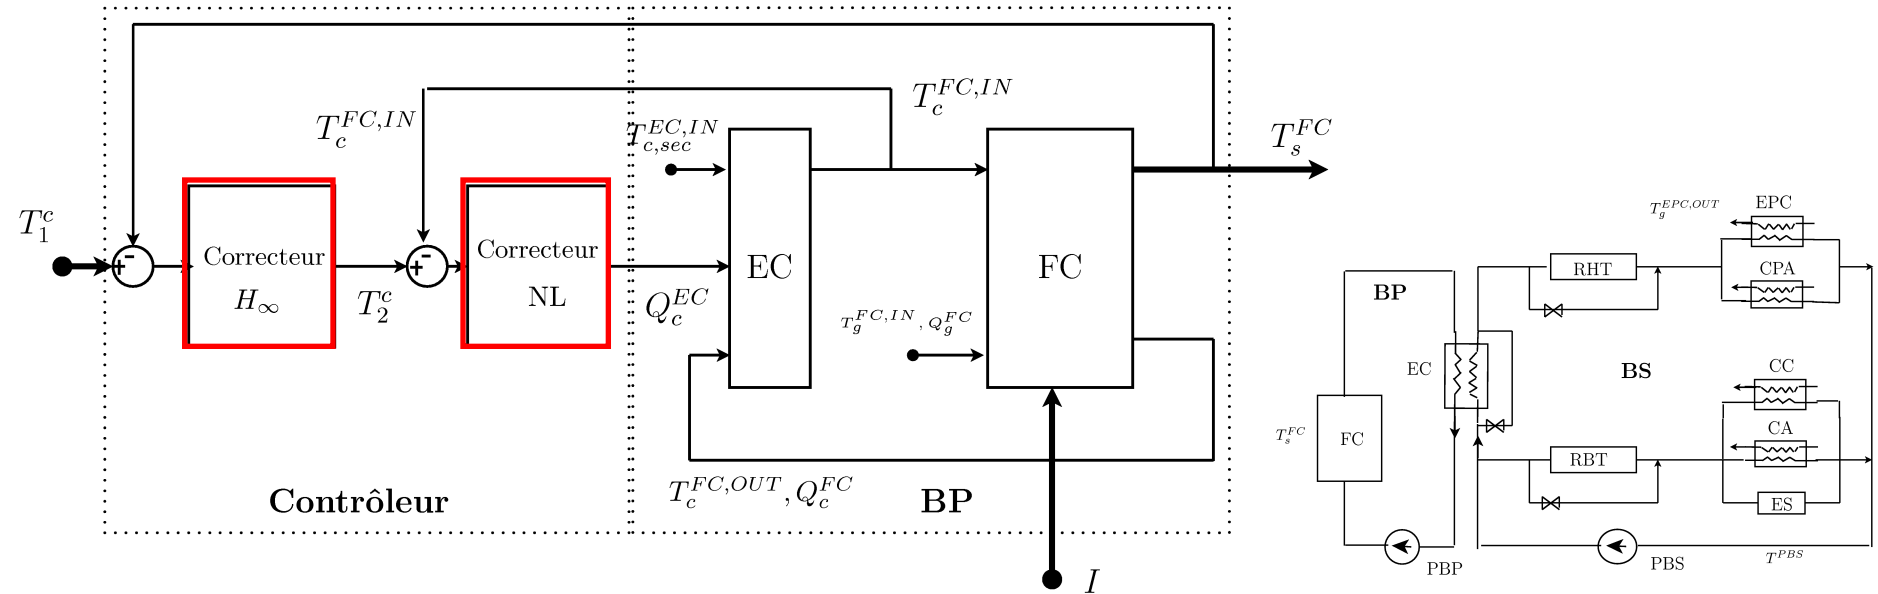 T_c^{FC,IN}
T_c^{FC,IN}
T_{c,sec}^{EC,IN}
T_s^{FC}
T_1^c
+ -
Correcteur
H_∞
T_2^c
+ -
Correcteur
NL
Q_c^{EC}
EC
T_g^{FC,IN}, Q_g^{FC}
FC
T_c^{FC,OUT}, Q_c^{FC}
Contrôleur
BP
I
T_g^{EPC,OUT}
EPC
RHT
CPA
BP
EC
BS
CC
T_s^{FC}
FC
CA
RBT
ES
PBP
PBS
T^{PBS}